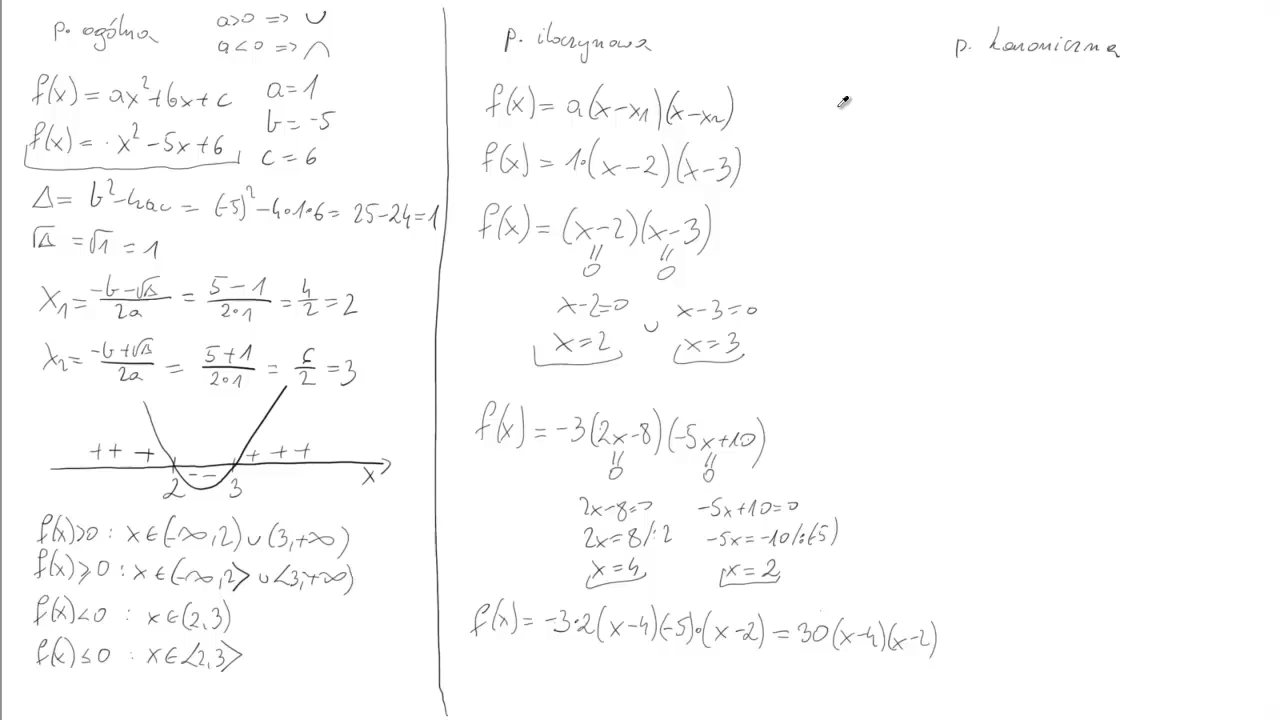 p. ogólna
a>0 => ∪
a<0 => ∩
f(x) = ax²+bx+c
a=1
b=-5
f(x) = · x² -5x+6
c=6
Δ= b²-4ac = (-5)²-4·1·6= 25-24=1
√Δ = √1 = 1
x₁= (-b-√Δ)/2a = (5-1)/(2·1) = 4/2 = 2
x₂= (-b+√Δ)/2a = (5+1)/(2·1) = 6/2 = 3
++ + + ++
-- 
2 3 x
f(x)>0 : x∈(-∞,2)∪(3,+∞)
f(x)⩾0 : x∈(-∞,2> ∪<3,+∞)
f(x)<0 : x∈(2,3)
f(x)≤0 : x∈<2,3>
p. iloczynowa
f(x)= a(x-x₁)(x-x₂)
f(x) = 1·(x-2)(x-3)
f(x)= (x-2)(x-3)
= =
0 0
x-2=0 ∪ x-3=0
x=2 x=3
f(x)= -3(2x-8)(-5x+10)
= =
0 0
2x-8=0 -5x+10=0
2x=8/:2 -5x=-10/:(-5)
x=4 x=2
f(x)= -3·2(x-4)(-5)·(x-2) = 30(x-4)(x-2)
p. kanoniczna